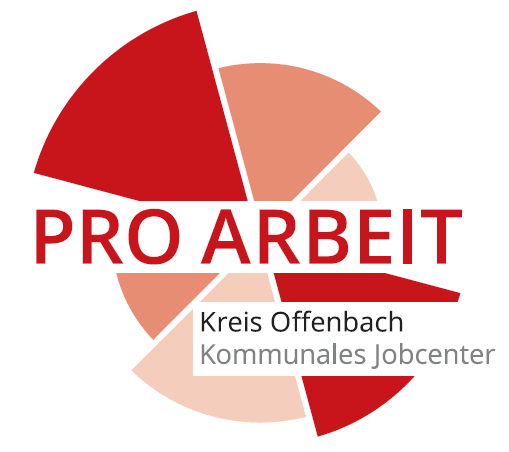 PRO ARBEIT
Kreis Offenbach
Kommunales Jobcenter